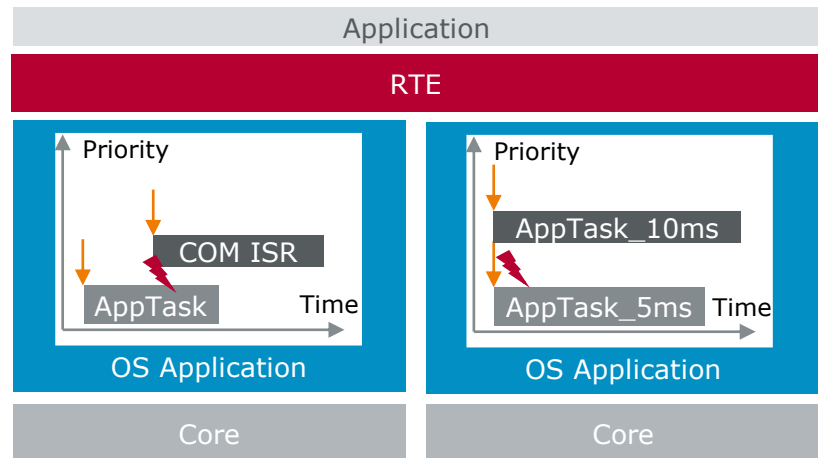 Application
RTE
Priority
COM ISR
AppTask
Time
OS Application
Priority
AppTask_10ms
AppTask_5ms
Time
OS Application
Core
Core